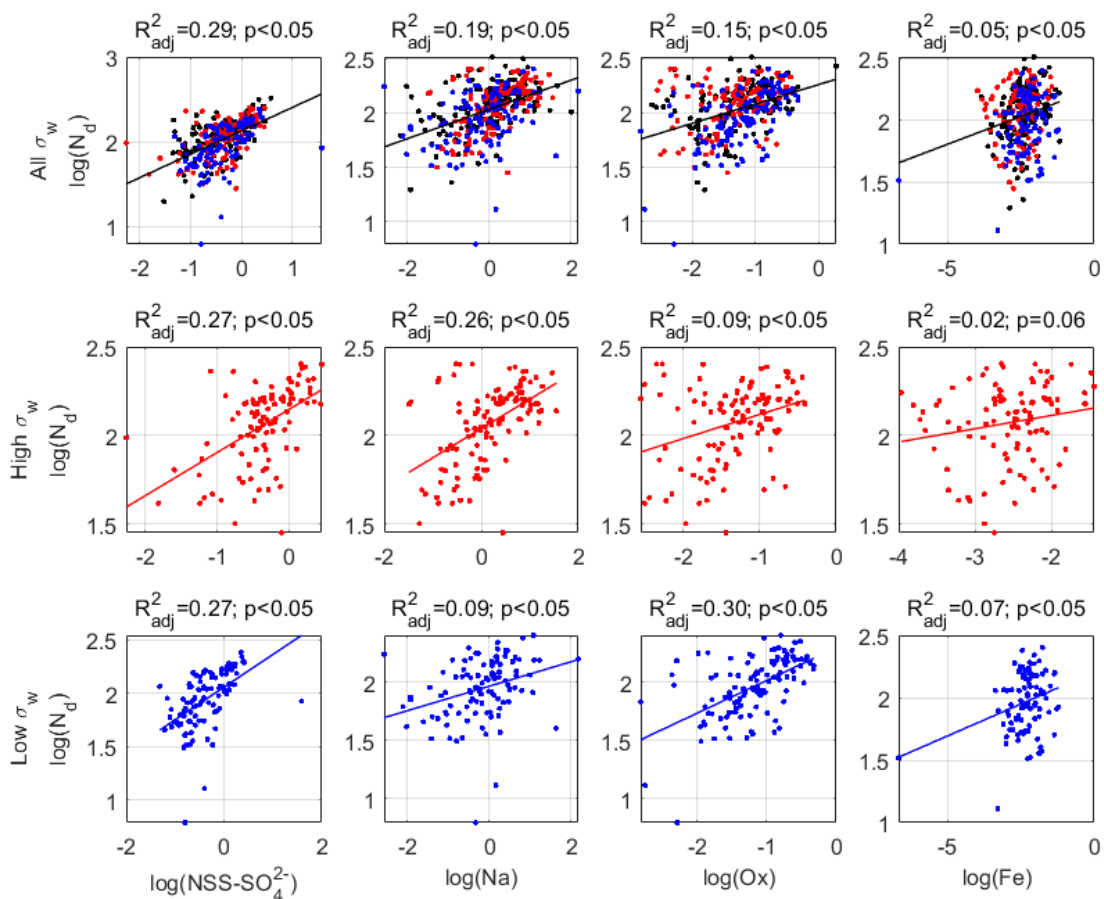 R²adj=0.29; p<0.05 R²adj=0.19; p<0.05 R²adj=0.15; p<0.05 R²adj=0.05; p<0.05
All σw
log(Nd)
3
2
1
-2 -1 0 1
2.5
2
1.5
1
-2 0 2
2.5
2
1.5
1
-2 -1 0
2.5
2
1.5
1
-5 0
R²adj=0.27; p<0.05 R²adj=0.26; p<0.05 R²adj=0.09; p<0.05 R²adj=0.02; p=0.06
High σw
log(Nd)
2.5
2
1.5
-2 -1 0
2.5
2
1.5
-2 0 2
2.5
2
1.5
-2 -1 0
2.5
2
1.5
-4 -3 -2
R²adj=0.27; p<0.05 R²adj=0.09; p<0.05 R²adj=0.30; p<0.05 R²adj=0.07; p<0.05
Low σw
log(Nd)
2.5
2
1.5
1
-2 0 2
log(NSS-SO₄²⁻)
2
1.5
1
-2 0 2
log(Na)
2
1.5
1
-2 -1 0
log(Ox)
2.5
2
1.5
1
-5 0
log(Fe)